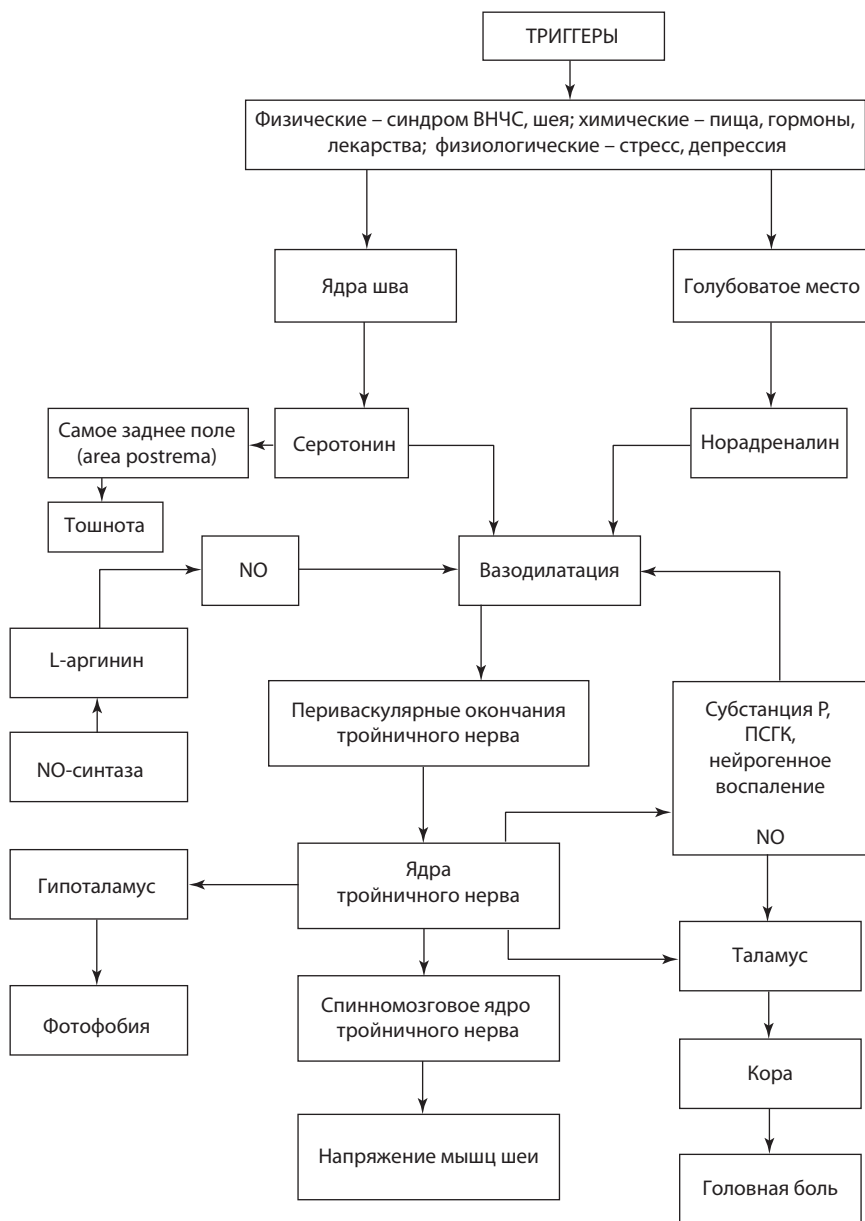 ТРИГГЕРЫ
Физические – синдром ВНЧС, шея; химические – пища, гормоны,
лекарства; физиологические – стресс, депрессия
Ядра шва
Голубоватое место
Самое заднее поле
(area postrema)
Серотонин
Норадреналин
Тошнота
NO
Вазодилатация
L-аргинин
NO-синтаза
Периваскулярные окончания
тройничного нерва
Субстанция P,
ПСГК,
нейрогенное
воспаление
NO
Гипоталамус
Ядра
тройничного нерва
Таламус
Фотофобия
Спинномозговое ядро
тройничного нерва
Кора
Напряжение мышц шеи
Головная боль